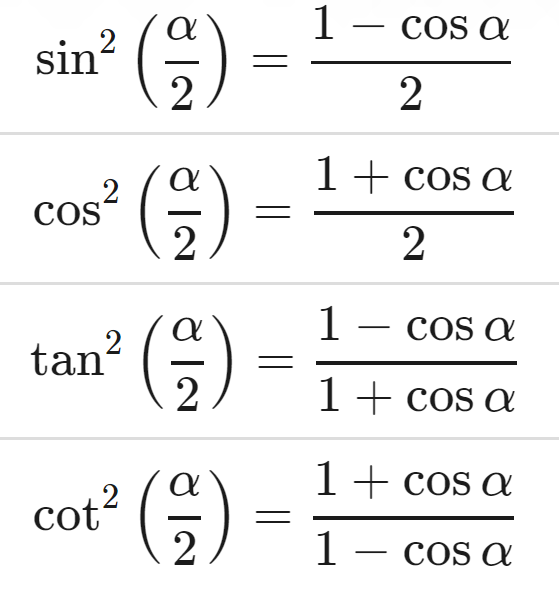 sin² (α/2) = (1 − cos α)/2
cos² (α/2) = (1 + cos α)/2
tan² (α/2) = (1 − cos α)/(1 + cos α)
cot² (α/2) = (1 + cos α)/(1 − cos α)